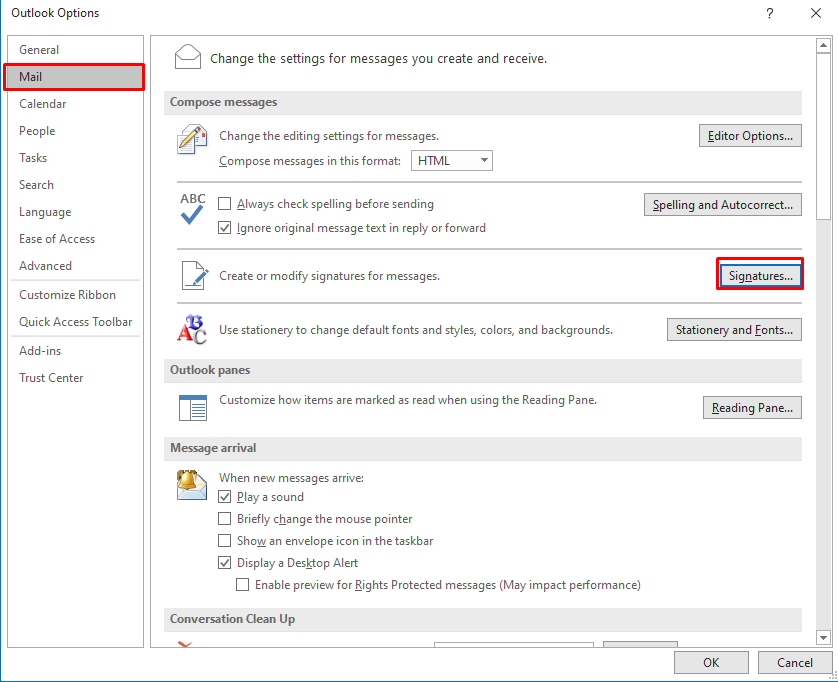 Outlook Options
?
General
Mail
Calendar
People
Tasks
Search
Language
Ease of Access
Advanced
Customize Ribbon
Quick Access Toolbar
Add-ins
Trust Center
Change the settings for messages you create and receive.
Compose messages
Change the editing settings for messages.
Editor Options...
Compose messages in this format: HTML
ABC
Always check spelling before sending
Spelling and Autocorrect...
Ignore original message text in reply or forward
Create or modify signatures for messages.
Signatures...
ABC
Use stationery to change default fonts and styles, colors, and backgrounds.
Stationery and Fonts...
Outlook panes
Customize how items are marked as read when using the Reading Pane.
Reading Pane...
Message arrival
When new messages arrive:
Play a sound
Briefly change the mouse pointer
Show an envelope icon in the taskbar
Display a Desktop Alert
Enable preview for Rights Protected messages (May impact performance)
Conversation Clean Up
OK
Cancel